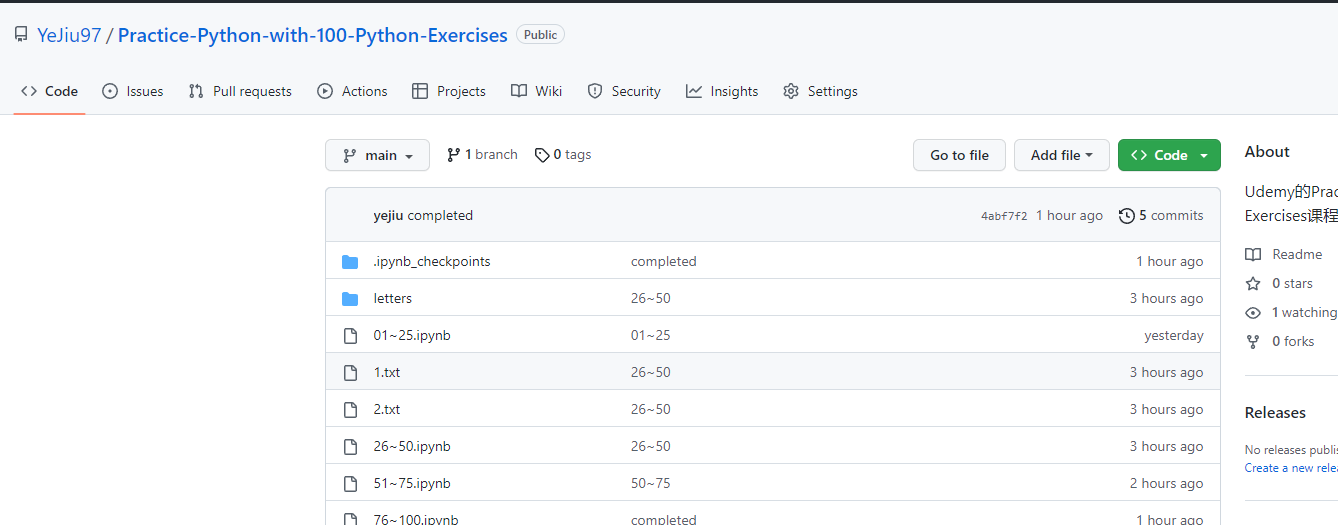 YeJiu97 / Practice-Python-with-100-Python-Exercises Public
Code Issues Pull requests Actions Projects Wiki Security Insights Settings
main 1 branch 0 tags Go to file Add file Code
yejiu completed 4abf7f2 1 hour ago 5 commits
.ipynb_checkpoints completed 1 hour ago
letters 26~50 3 hours ago
01~25.ipynb 01~25 yesterday
1.txt 26~50 3 hours ago
2.txt 26~50 3 hours ago
26~50.ipynb 26~50 3 hours ago
51~75.ipynb 50~75 2 hours ago
76~100.ipynb completed 1 hour ago
About
Udemy的Prac
Exercises课程
Readme
0 stars
1 watching
0 forks
Releases
No releases publis
Create a new relea